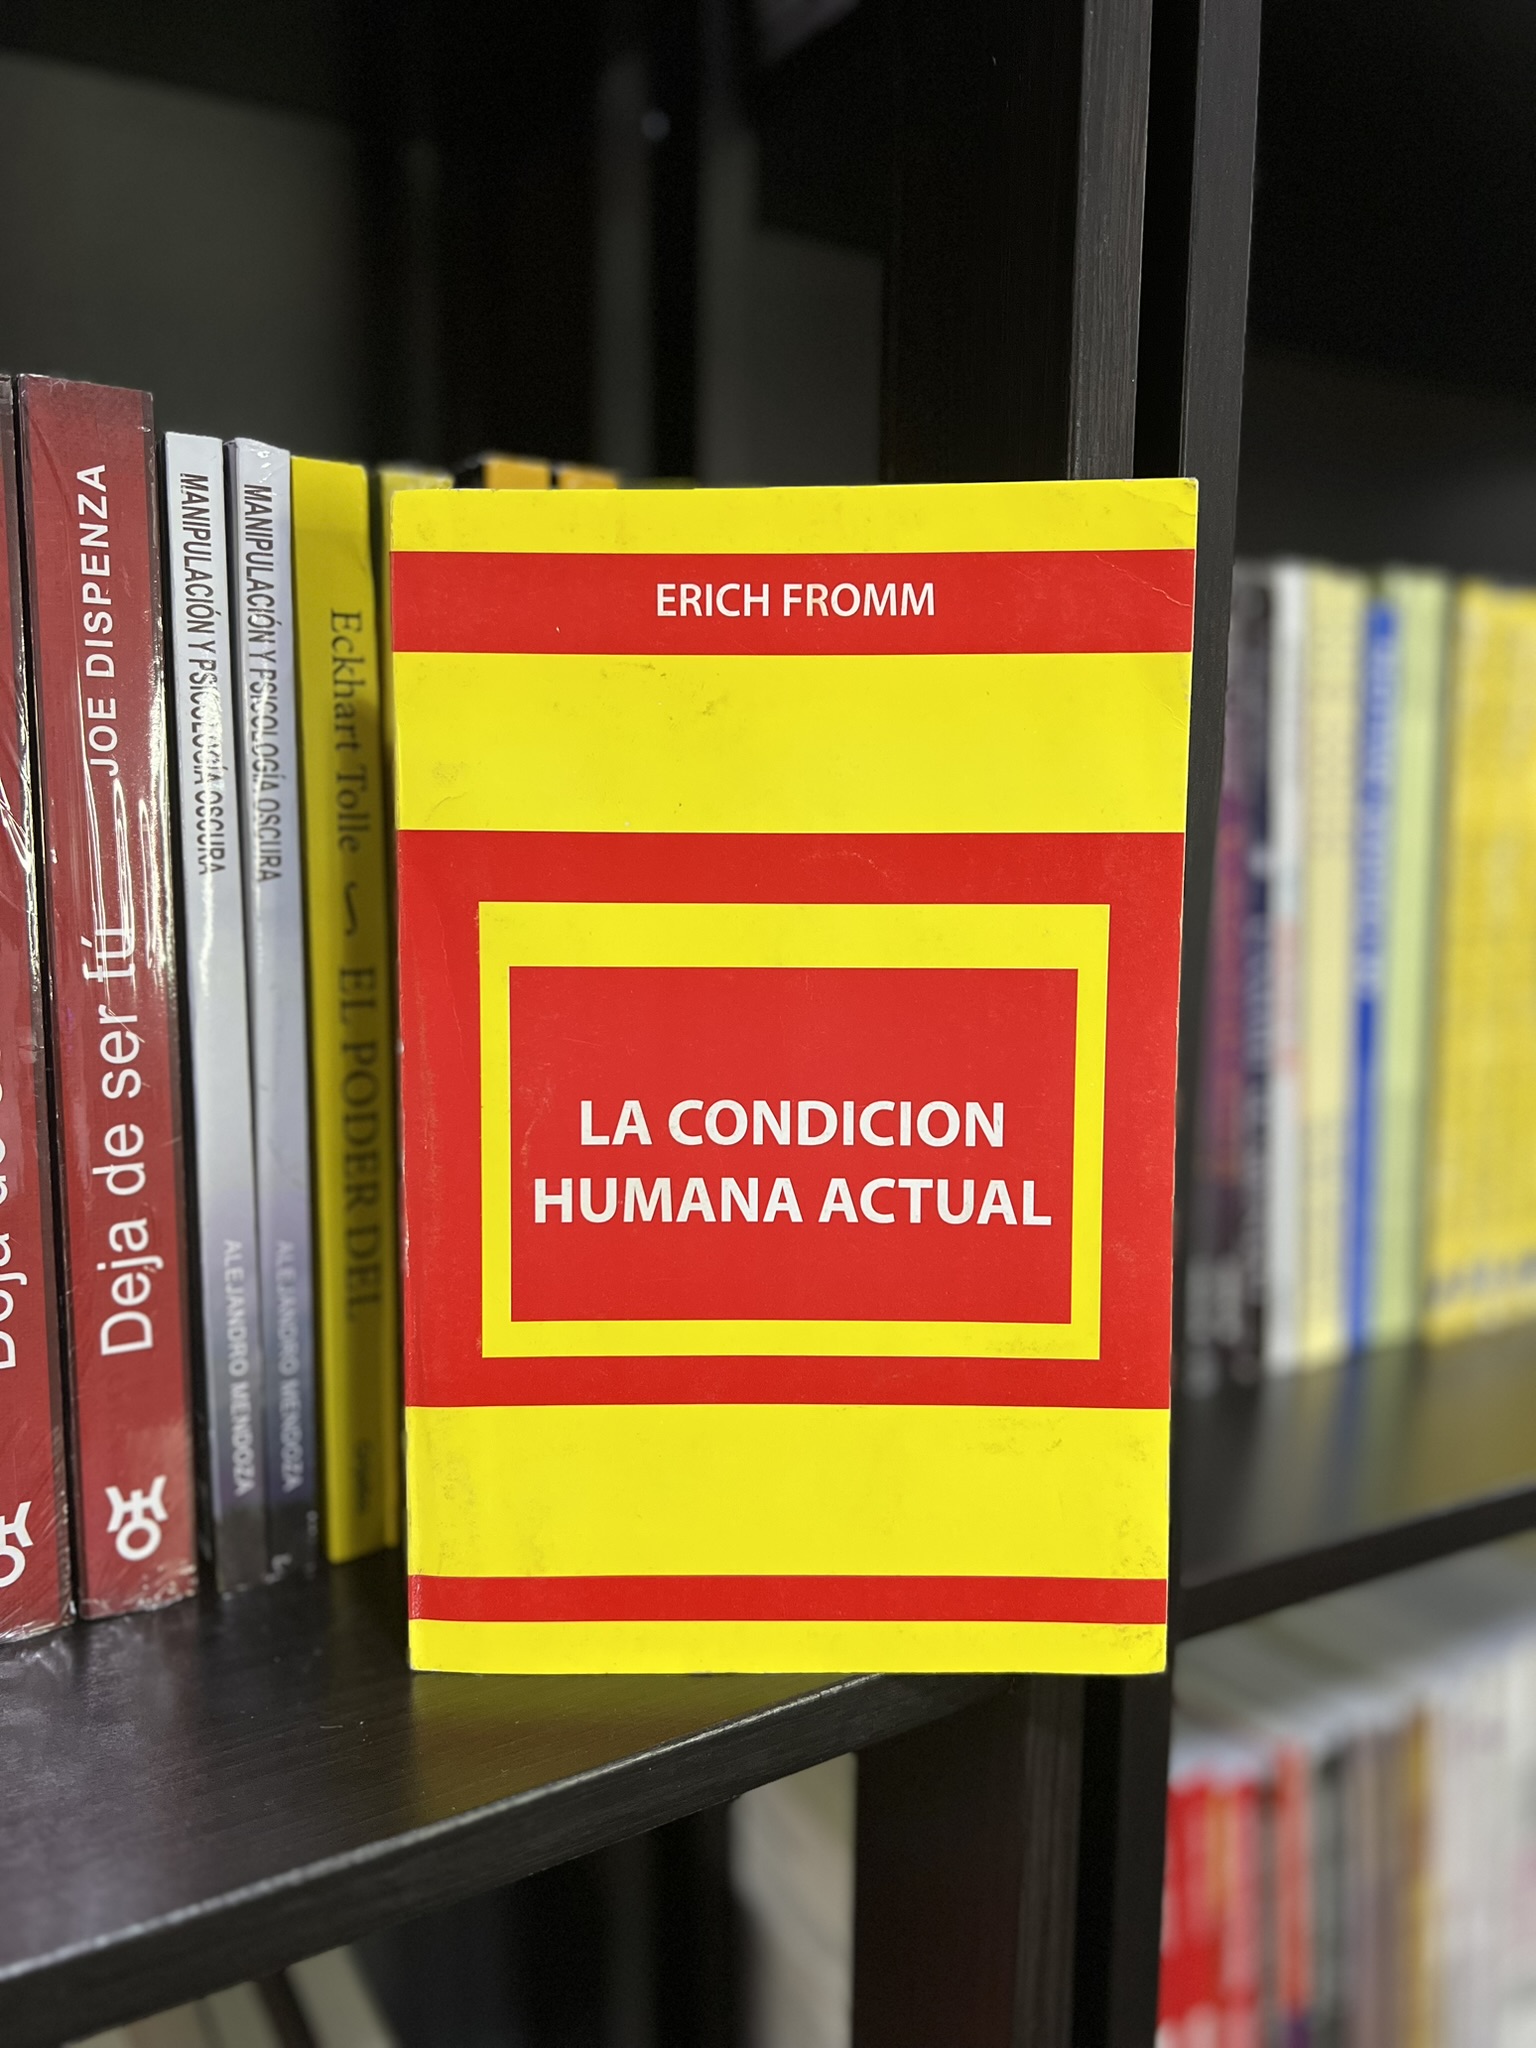 JOE DISPENZA
Deja de ser tú
MANIPULACIÓN Y PSICOLOGÍA OSCURA
ALEJANDRO MENDOZA
MANIPULACIÓN Y PSICOLOGÍA OSCURA
ALEJANDRO MENDOZA
Eckhart Tolle
EL PODER DEL
ERICH FROMM
LA CONDICION
HUMANA ACTUAL